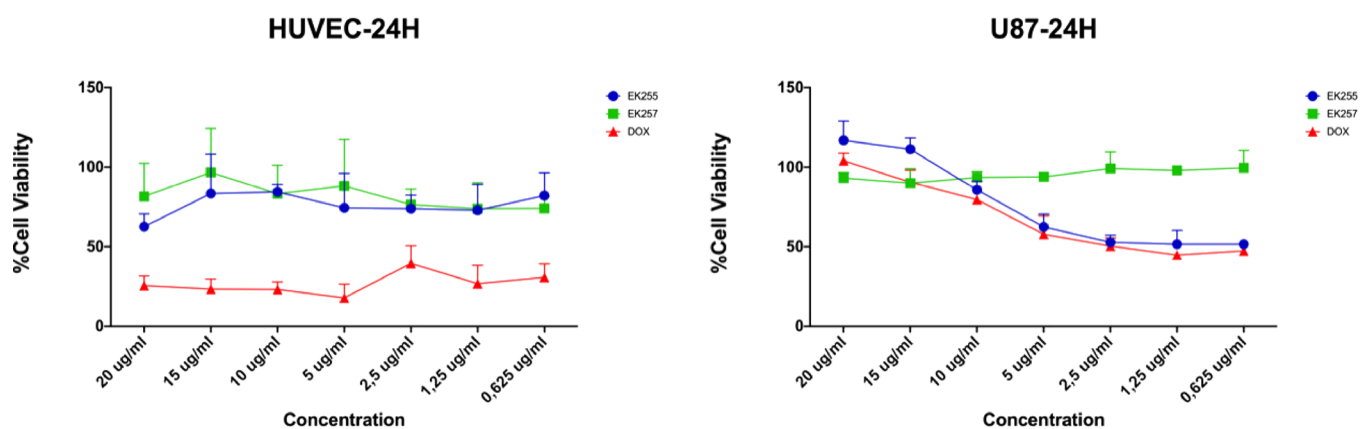 HUVEC-24H
%Cell Viability
150
100
50
0
20 ug/ml
15 ug/ml
10 ug/ml
5 ug/ml
2,5 ug/ml
1,25 ug/ml
0,625 ug/ml
Concentration
EK255
EK257
DOX
U87-24H
%Cell Viability
150
100
50
0
20 ug/ml
15 ug/ml
10 ug/ml
5 ug/ml
2,5 ug/ml
1,25 ug/ml
0,625 ug/ml
Concentration
EK255
EK257
DOX